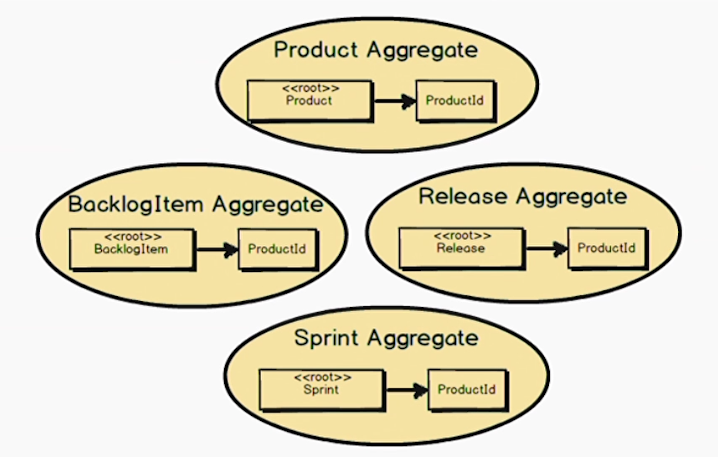 Product Aggregate
<<root>>
Product
ProductId
BacklogItem Aggregate
<<root>>
BacklogItem
ProductId
Release Aggregate
<<root>>
Release
ProductId
Sprint Aggregate
<<root>>
Sprint
ProductId